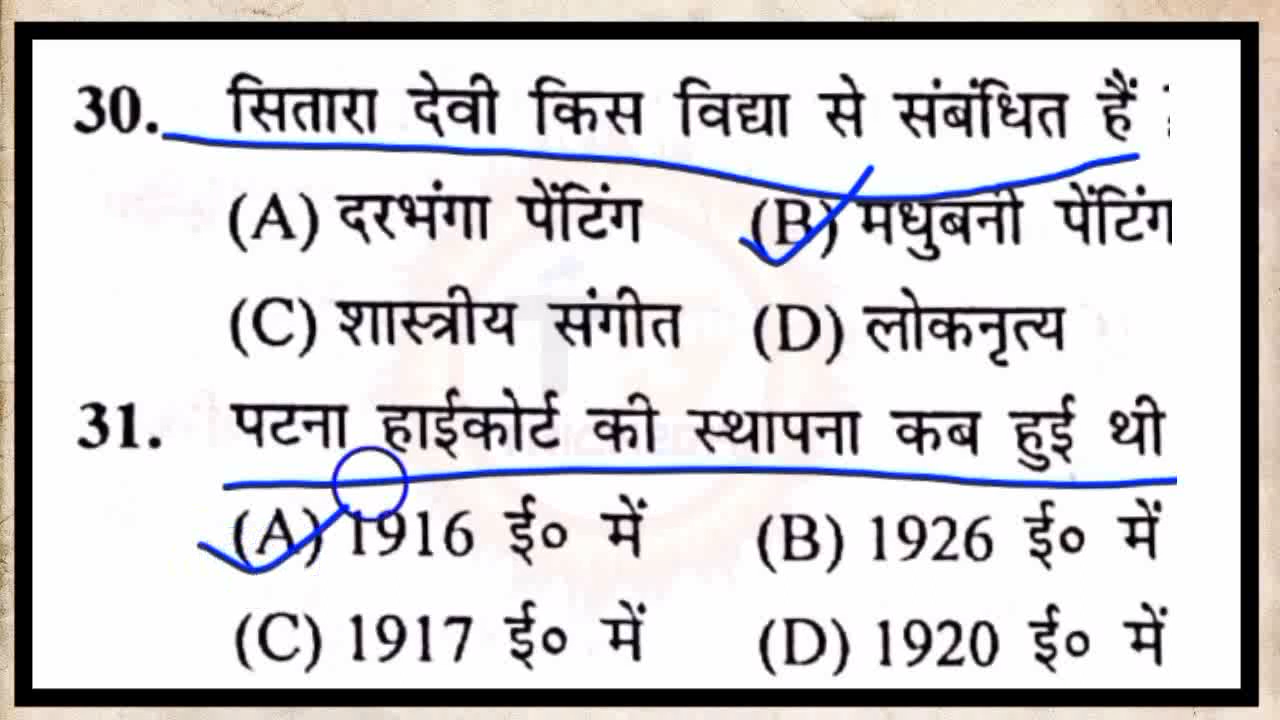 30. सितारा देवी किस विद्या से संबंधित हैं
(A) दरभंगा पेंटिंग (B) मधुबनी पेंटिंग
(C) शास्त्रीय संगीत (D) लोकनृत्य
31. पटना हाईकोर्ट की स्थापना कब हुई थी
(A) 1916 ई० में (B) 1926 ई० में
(C) 1917 ई० में (D) 1920 ई० में